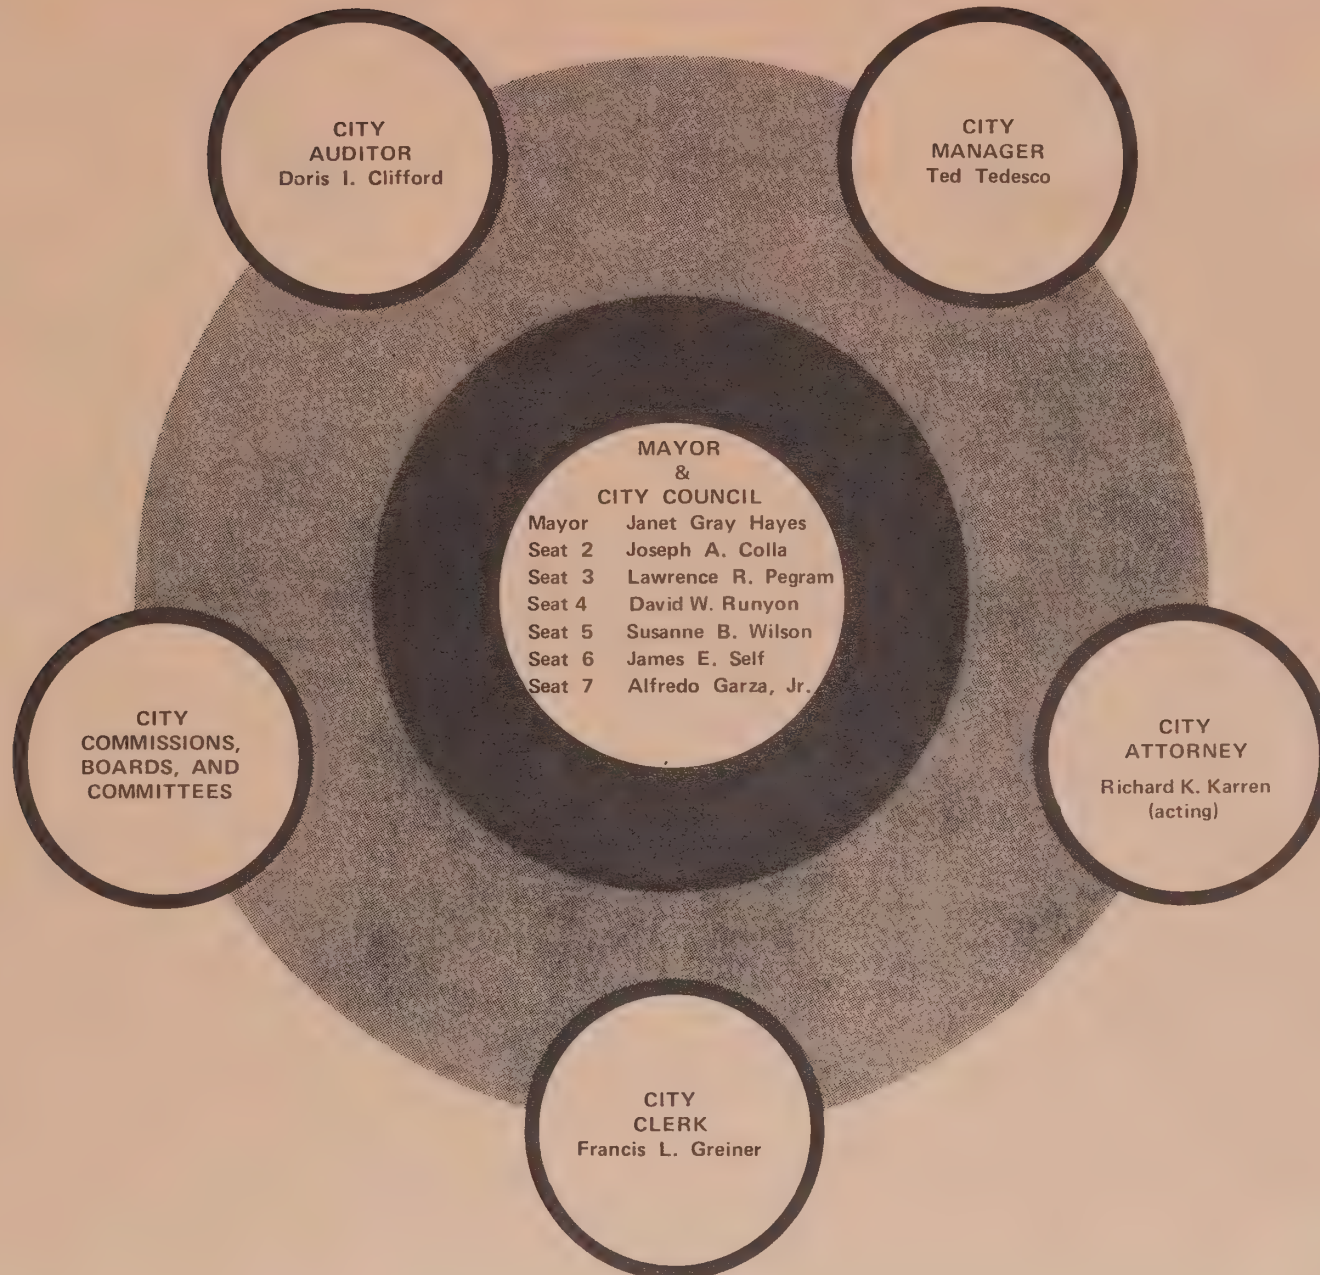 CITY
AUDITOR
Doris I. Clifford
CITY
MANAGER
Ted Tedesco
MAYOR
&
CITY COUNCIL
Mayor Janet Gray Hayes
Seat 2 Joseph A. Colla
Seat 3 Lawrence R. Pegram
Seat 4 David W. Runyon
Seat 5 Susanne B. Wilson
Seat 6 James E. Self
Seat 7 Alfredo Garza, Jr.
CITY
COMMISSIONS,
BOARDS, AND
COMMITTEES
CITY
ATTORNEY
Richard K. Karren
(acting)
CITY
CLERK
Francis L. Greiner